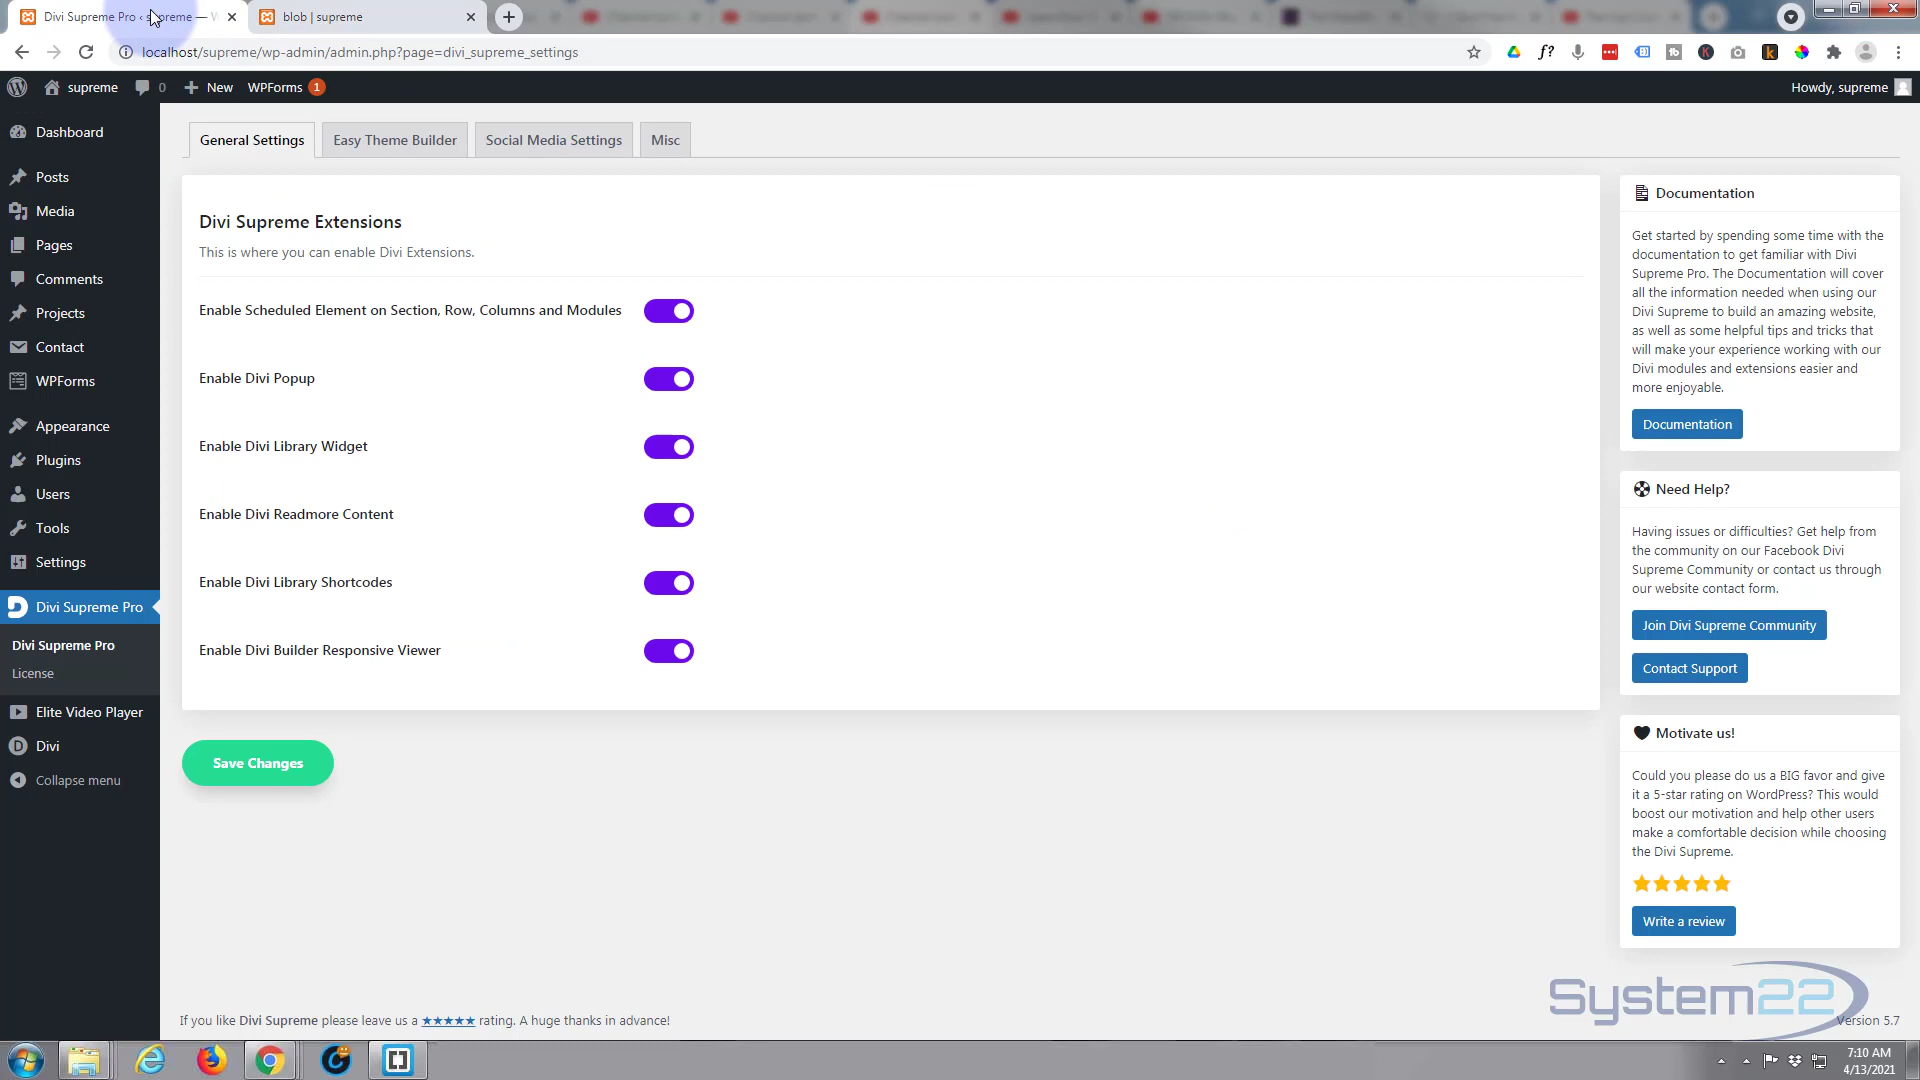 Divi Supreme Pro ‹ supreme — W
blob | supreme
localhost/supreme/wp-admin/admin.php?page=divi_supreme_settings
supreme
0
New
WPForms 1
Howdy, supreme
Dashboard
Posts
Media
Pages
Comments
Projects
Contact
WPForms
Appearance
Plugins
Users
Tools
Settings
Divi Supreme Pro
Divi Supreme Pro
License
Elite Video Player
Divi
Collapse menu
General Settings
Easy Theme Builder
Social Media Settings
Misc
Divi Supreme Extensions
This is where you can enable Divi Extensions.
Enable Scheduled Element on Section, Row, Columns and Modules
Enable Divi Popup
Enable Divi Library Widget
Enable Divi Readmore Content
Enable Divi Library Shortcodes
Enable Divi Builder Responsive Viewer
Save Changes
Documentation
Get started by spending some time with the
documentation to get familiar with Divi
Supreme Pro. The Documentation will cover
all the information needed when using our
Divi Supreme to build an amazing website,
as well as some helpful tips and tricks that
will make your experience working with our
Divi modules and extensions easier and
more enjoyable.
Documentation
Need Help?
Having issues or difficulties? Get help from
the community on our Facebook Divi
Supreme Community or contact us through
our website contact form.
Join Divi Supreme Community
Contact Support
Motivate us!
Could you please do us a BIG favor and give
it a 5-star rating on WordPress? This would
boost our motivation and help other users
make a comfortable decision while choosing
the Divi Supreme.
Write a review
System22
If you like Divi Supreme please leave us a ★★★★★ rating. A huge thanks in advance!
Version 5.7
7:10 AM
4/13/2021